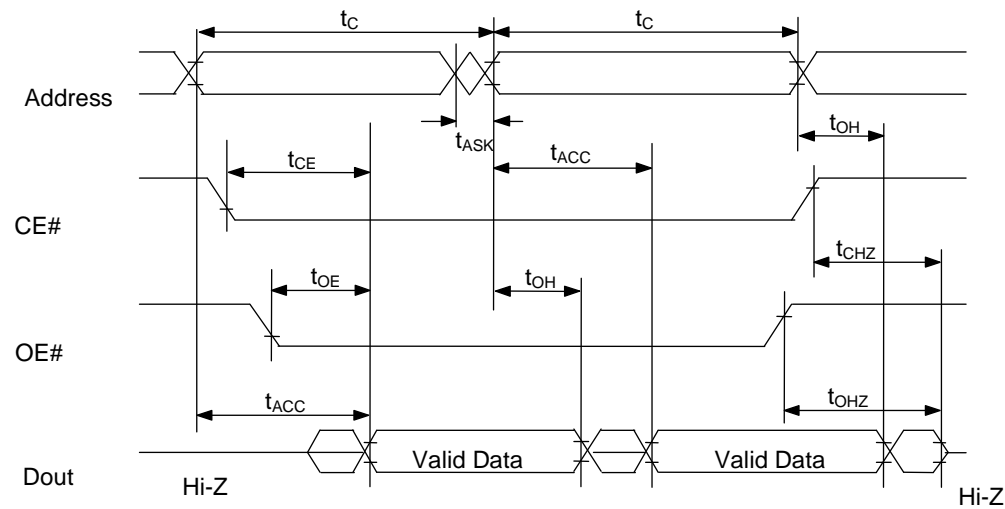 tC tC
Address
tASK tOH
tCE tACC
CE#
tCHZ
tOE tOH
OE#
tACC tOHZ
Valid Data Valid Data
Dout
Hi-Z Hi-Z